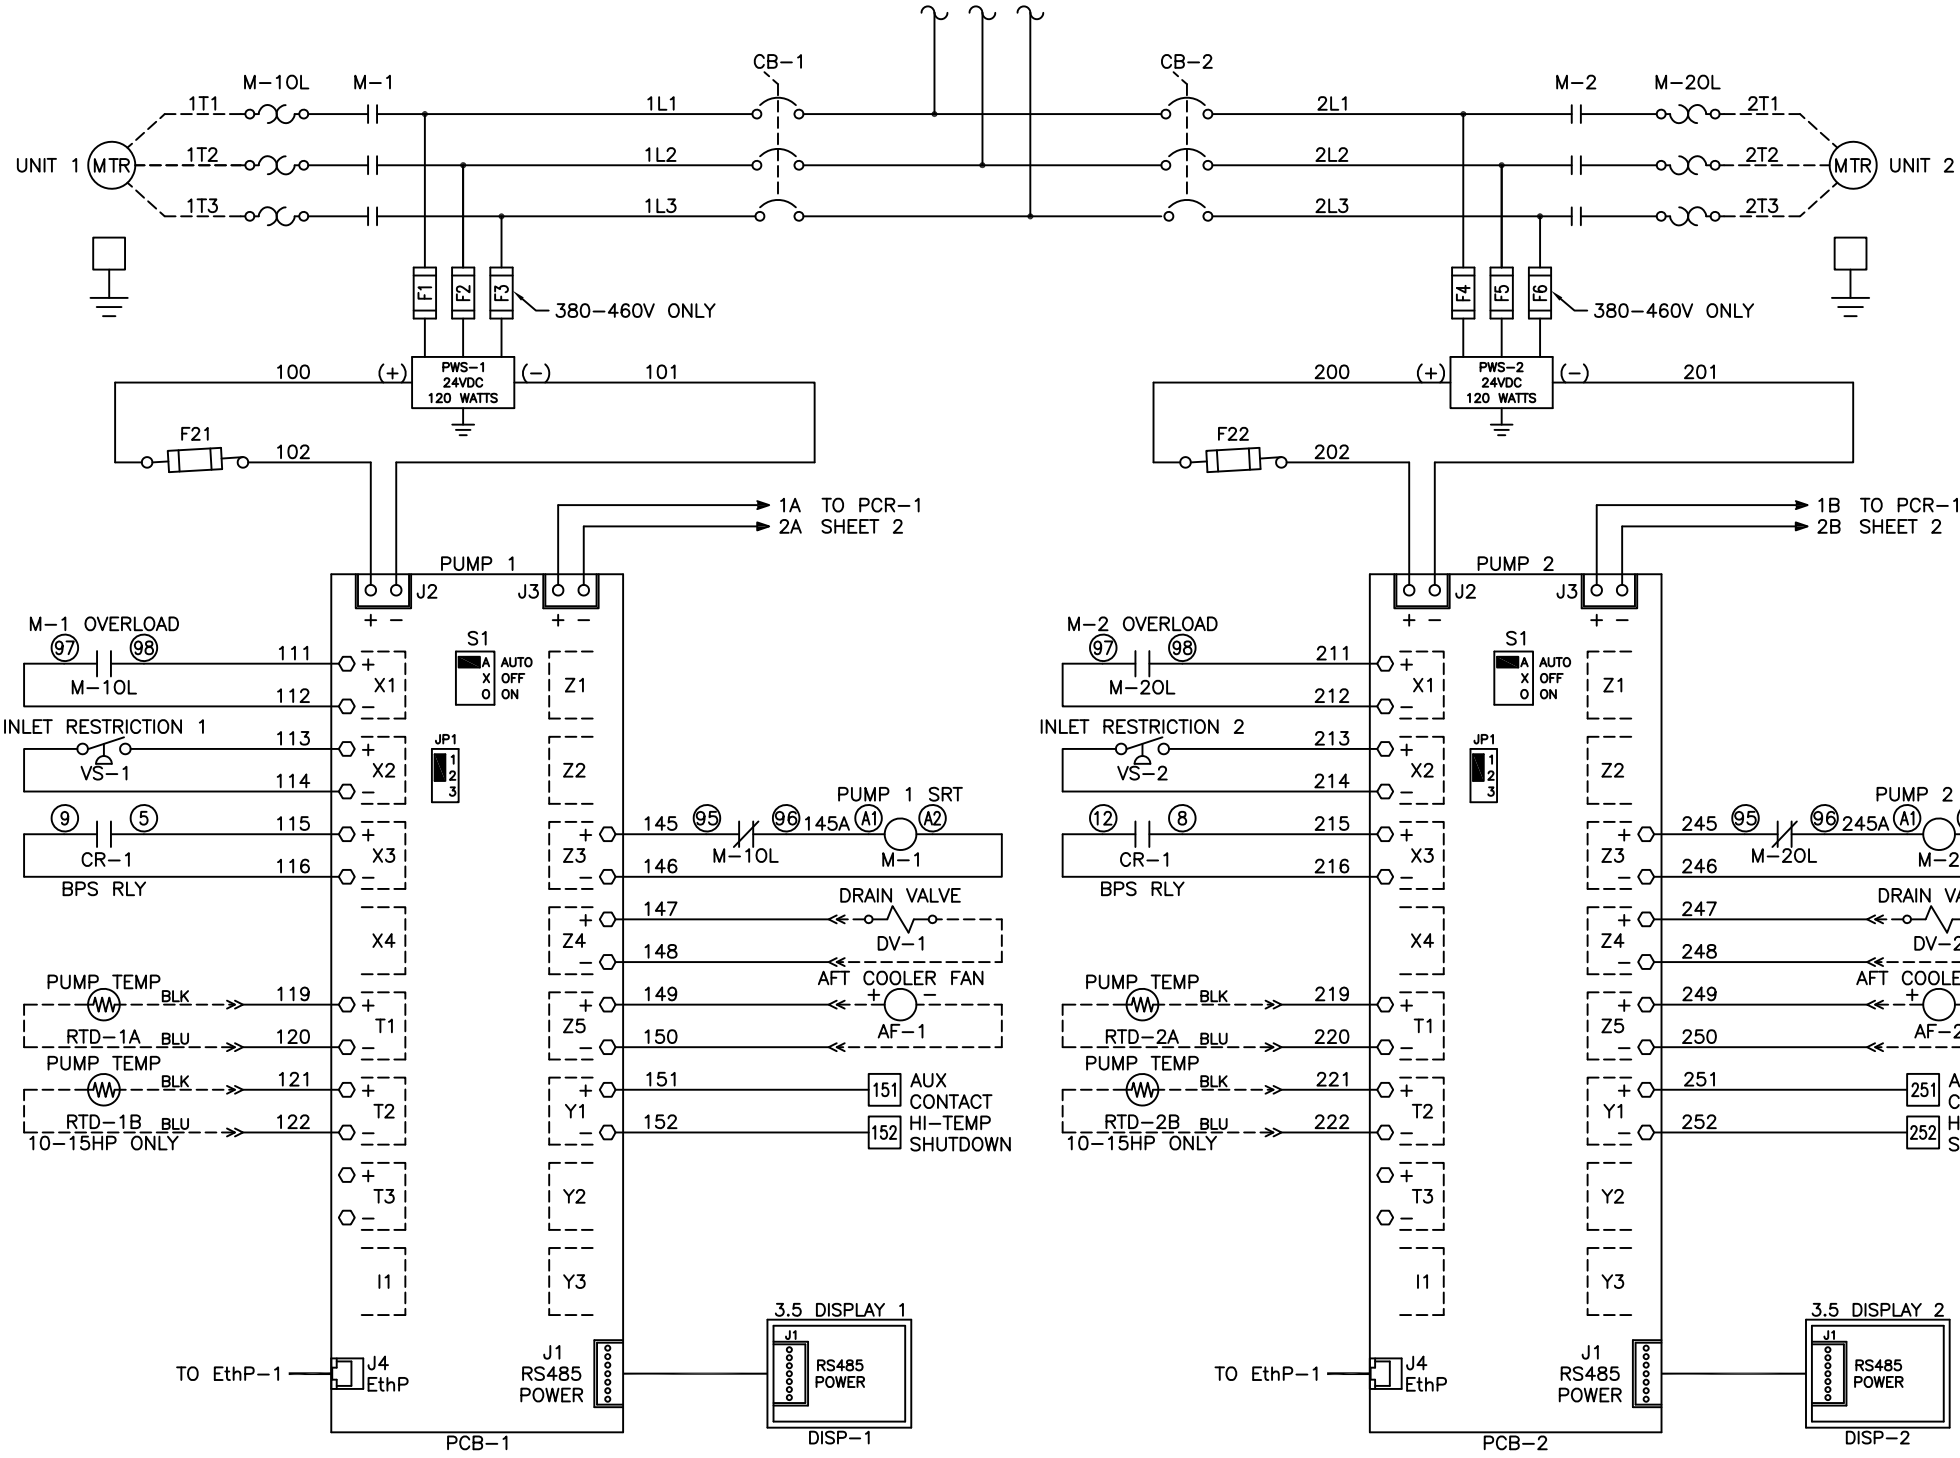 CB-1
CB-2
M-1OL
M-1
M-2
M-2OL
1T1
1L1
2L1
2T1
UNIT 1
MTR
1T2
1L2
2L2
2T2
MTR
UNIT 2
1T3
1L3
2L3
2T3
F1
F2
F3
380-460V ONLY
F4
F5
F6
380-460V ONLY
100
(+)
PWS-1
24VDC
120 WATTS
(-)
101
200
(+)
PWS-2
24VDC
120 WATTS
(-)
201
F21
102
F22
202
1A TO PCR-1
2A SHEET 2
1B TO PCR-1
2B SHEET 2
PUMP 1
J2
J3
+ -
+ -
M-1 OVERLOAD
97
98
111
M-1OL
112
+
X1
-
S1
A AUTO
X OFF
O ON
Z1
INLET RESTRICTION 1
113
VS-1
114
+
X2
-
JP1
1
2
3
Z2
9
5
115
CR-1
116
BPS RLY
+
X3
-
PUMP 1 SRT
+
Z3
-
145
95
96
145A
A1
A2
M-1OL
M-1
146
X4
DRAIN VALVE
+
Z4
-
147
DV-1
148
PUMP TEMP
BLK
119
RTD-1A
BLU
120
+
T1
-
AFT COOLER FAN
+
Z5
-
149
+
-
AF-1
150
PUMP TEMP
BLK
121
RTD-1B
BLU
122
10-15HP ONLY
+
T2
-
+
Y1
-
151
151
AUX
CONTACT
152
152
HI-TEMP
SHUTDOWN
+
T3
-
Y2
I1
Y3
TO EthP-1
J4
EthP
J1
RS485
POWER
3.5 DISPLAY 1
J1
RS485
POWER
DISP-1
PCB-1
PUMP 2
J2
J3
+ -
+ -
M-2 OVERLOAD
97
98
211
M-2OL
212
+
X1
-
S1
A AUTO
X OFF
O ON
Z1
INLET RESTRICTION 2
213
VS-2
214
+
X2
-
JP1
1
2
3
Z2
12
8
215
CR-1
216
BPS RLY
+
X3
-
PUMP 2
+
Z3
-
245
95
96
245A
A1
M-2OL
M-2
246
X4
DRAIN VA
+
Z4
-
247
DV-2
248
PUMP TEMP
BLK
219
RTD-2A
BLU
220
+
T1
-
AFT COOLE
+
Z5
-
249
+
AF-2
250
PUMP TEMP
BLK
221
RTD-2B
BLU
222
10-15HP ONLY
+
T2
-
+
Y1
-
251
251
A
C
252
252
H
S
+
T3
-
Y2
I1
Y3
TO EthP-1
J4
EthP
J1
RS485
POWER
3.5 DISPLAY 2
J1
RS485
POWER
DISP-2
PCB-2